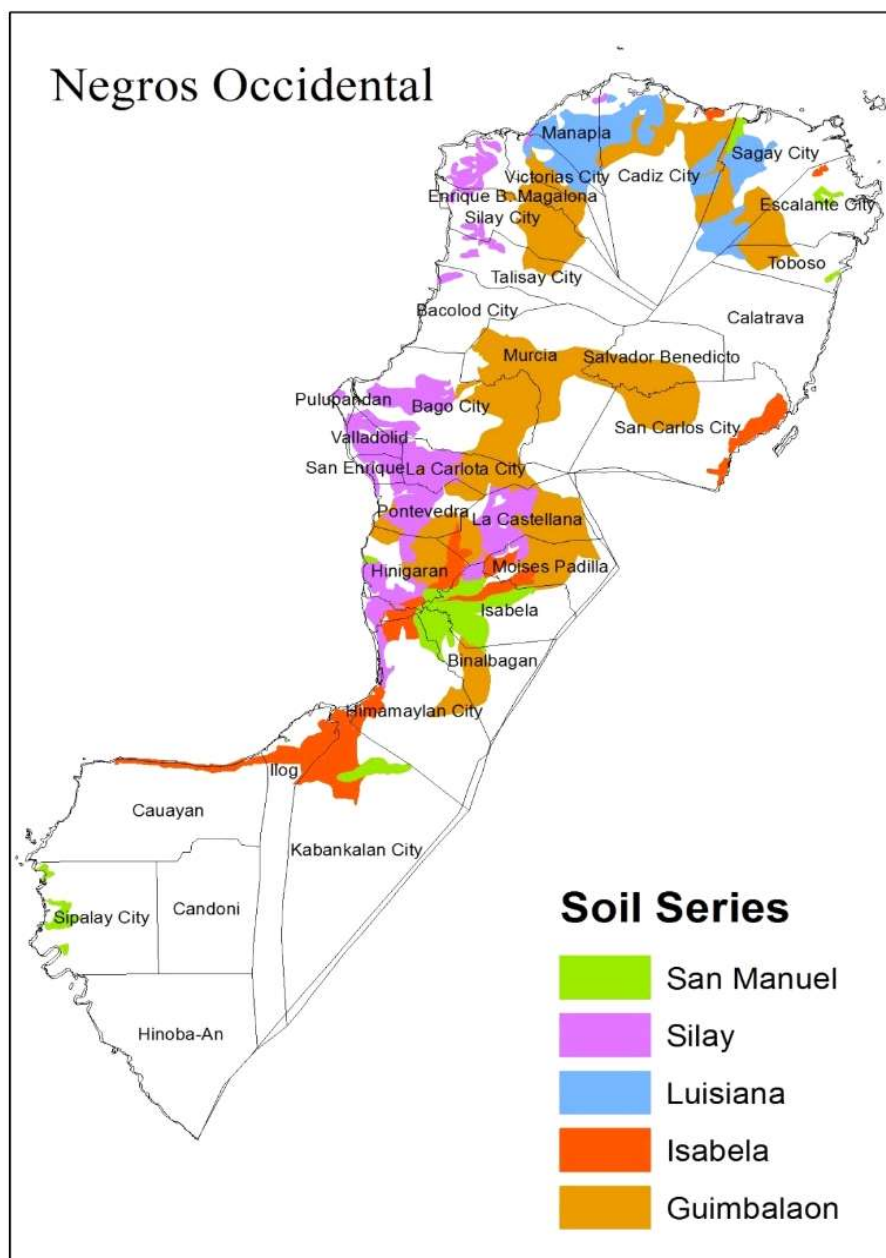 Negros Occidental
Manapla
Sagay City
Victorias City
Cadiz City
Enrique B. Magalona
Escalante City
Silay City
Toboso
Talisay City
Bacolod City
Calatrava
Murcia
Salvador Benedicto
Pulupandan
Bago City
San Carlos City
Valladolid
San Enrique
La Carlota City
Pontevedra
La Castellana
Hinigaran
Moises Padilla
Isabela
Binalbagan
Himamaylan City
Ilog
Cauayan
Kabankalan City
Candoni
Sipalay City
Hinoba-An
Soil Series
San Manuel
Silay
Luisiana
Isabela
Guimbalaon